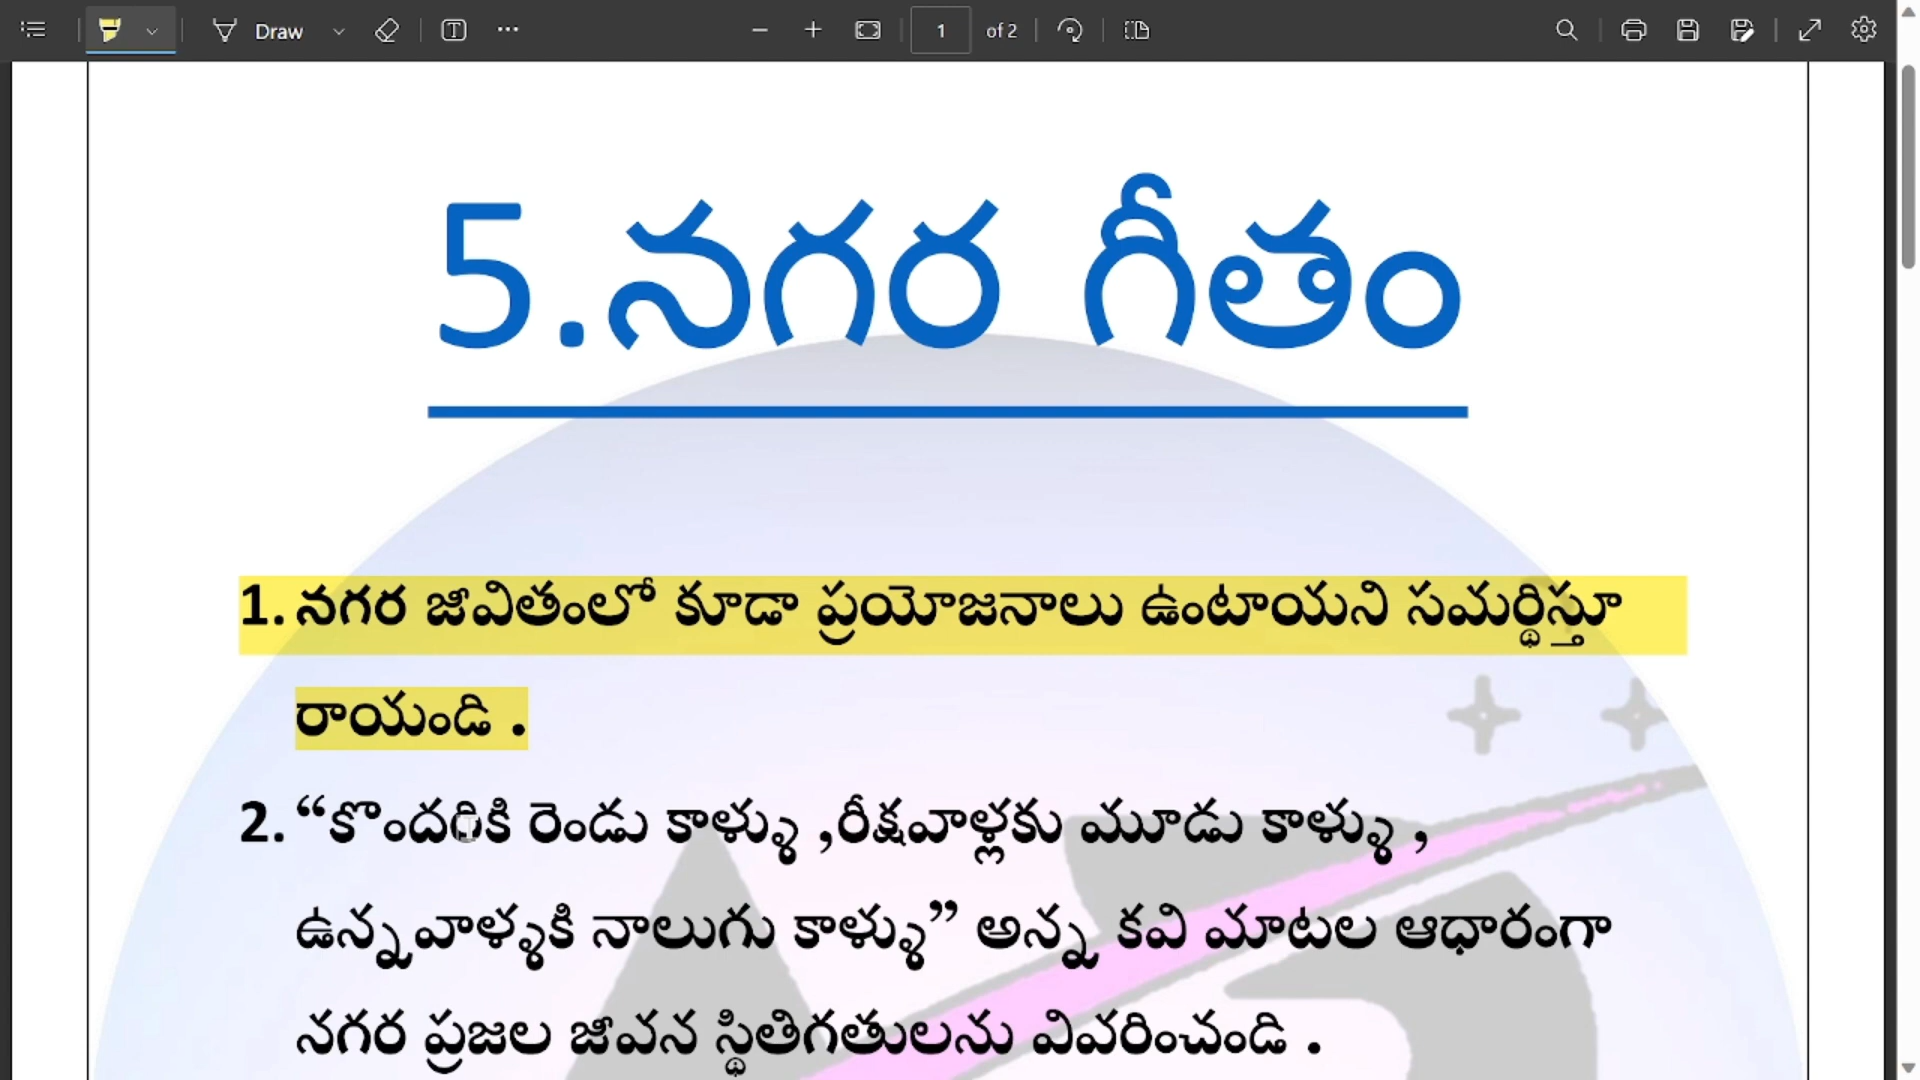 Draw 1 of 2
5.నగర గీతం
1. నగర జీవితంలో కూడా ప్రయోజనాలు ఉంటాయని సమర్థిస్తూ
రాయండి .
2. “కొందరికి రెండు కాళ్ళు ,రీక్షవాళ్లకు మూడు కాళ్ళు ,
ఉన్నవాళ్ళకి నాలుగు కాళ్ళు” అన్న కవి మాటల ఆధారంగా
నగర ప్రజల జీవన స్థితిగతులను వివరించండి .